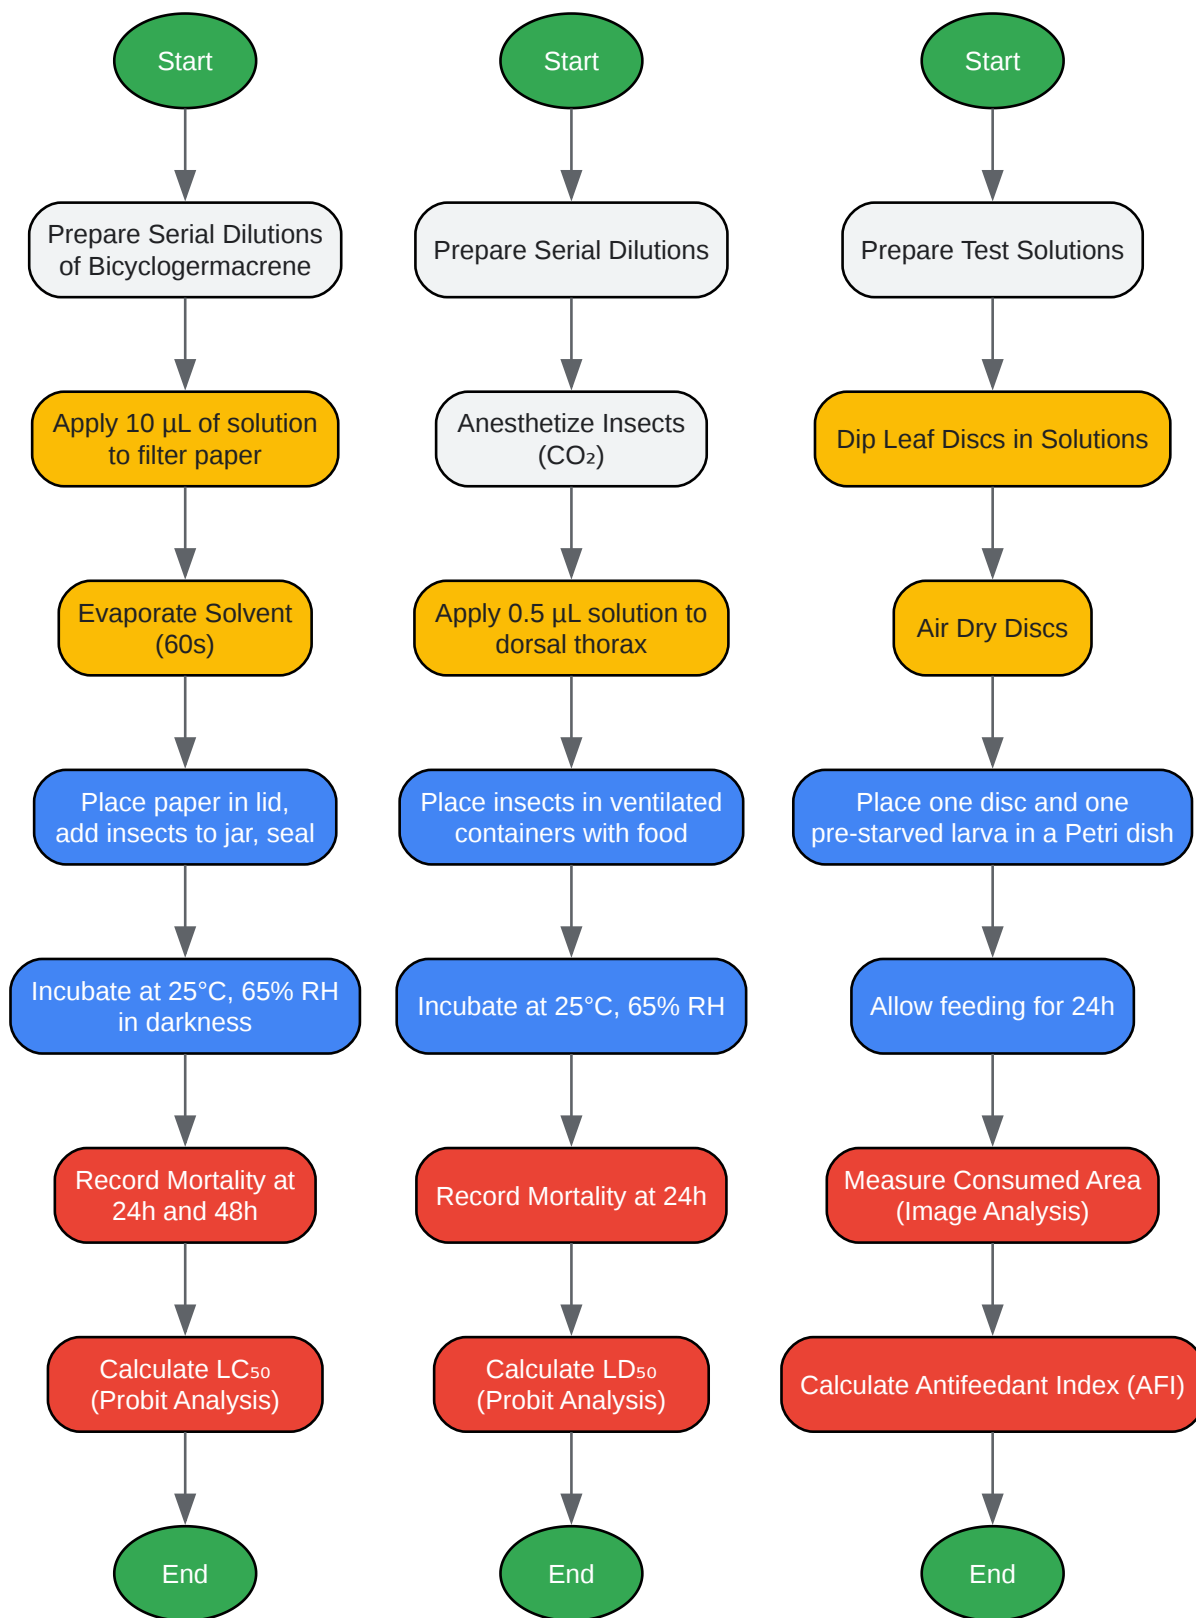 Start
Prepare Serial Dilutions
of Bicyclogermacrene
Apply 10 µL of solution
to filter paper
Evaporate Solvent
(60s)
Place paper in lid,
add insects to jar, seal
Incubate at 25°C, 65% RH
in darkness
Record Mortality at
24h and 48h
Calculate LC₅₀
(Probit Analysis)
End
Start
Prepare Serial Dilutions
Anesthetize Insects
(CO₂)
Apply 0.5 µL solution to
dorsal thorax
Place insects in ventilated
containers with food
Incubate at 25°C, 65% RH
Record Mortality at 24h
Calculate LD₅₀
(Probit Analysis)
End
Start
Prepare Test Solutions
Dip Leaf Discs in Solutions
Air Dry Discs
Place one disc and one
pre-starved larva in a Petri dish
Allow feeding for 24h
Measure Consumed Area
(Image Analysis)
Calculate Antifeedant Index (AFI)
End